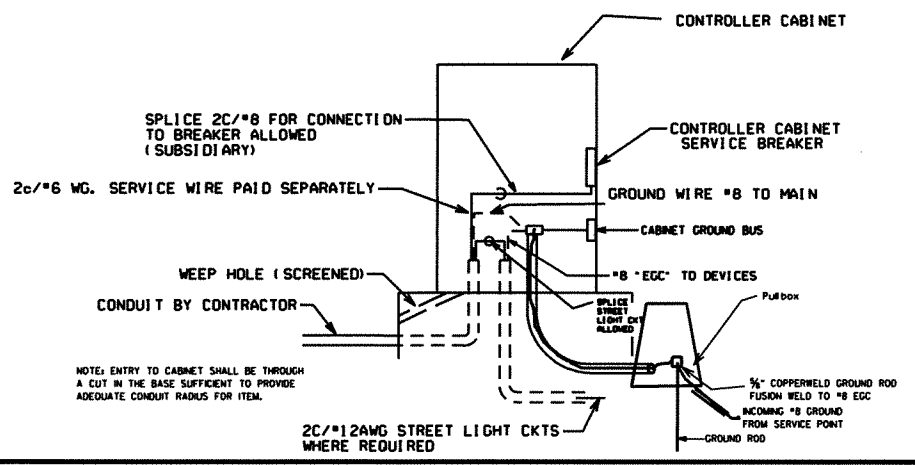 CONTROLLER CABINET
SPLICE 2C/#8 FOR CONNECTION
TO BREAKER ALLOWED
(SUBSIDIARY)
CONTROLLER CABINET
SERVICE BREAKER
2c/#6 WG. SERVICE WIRE PAID SEPARATELY
GROUND WIRE #8 TO MAIN
CABINET GROUND BUS
WEEP HOLE (SCREENED)
#8 "EGC" TO DEVICES
CONDUIT BY CONTRACTOR
SPLICE
STREET
LIGHT CKT
ALLOWED
Pullbox
NOTE: ENTRY TO CABINET SHALL BE THROUGH
A CUT IN THE BASE SUFFICIENT TO PROVIDE
ADEQUATE CONDUIT RADIUS FOR ITEM.
⅝" COPPERWELD GROUND ROD
FUSION WELD TO #8 EGC
INCOMING #8 GROUND
FROM SERVICE POINT
2C/#12AWG STREET LIGHT CKTS
WHERE REQUIRED
GROUND ROD